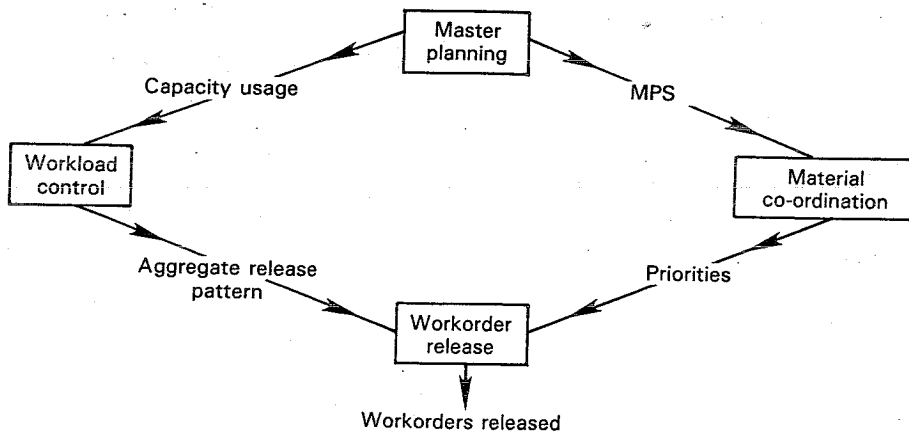 Master
planning
Capacity usage
MPS
Workload
control
Material
co-ordination
Aggregate release
pattern
Priorities
Workorder
release
Workorders released